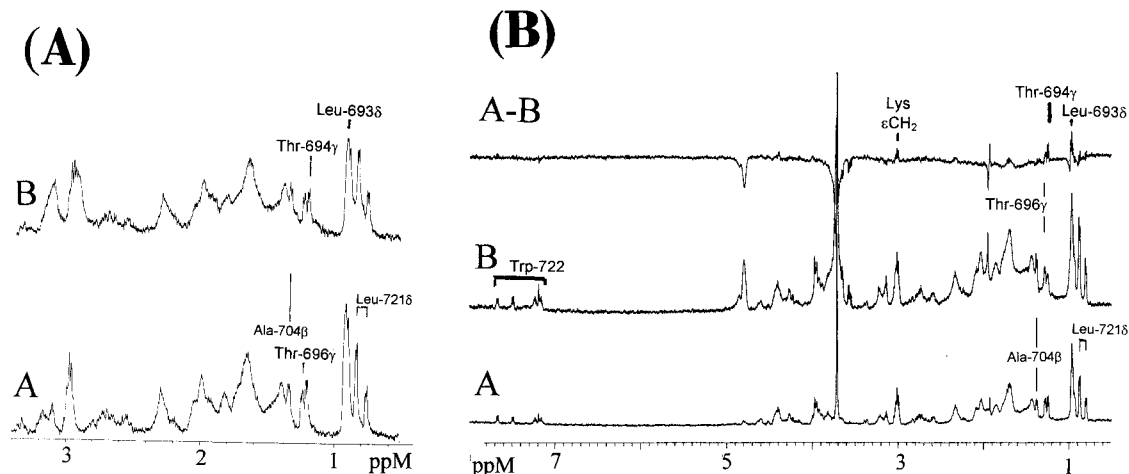 (A)
Leu-693δ
Thr-694γ
B
Leu-721δ
Ala-704β
Thr-696γ
A
3 2 1 ppM
(B)
A-B
Lys
εCH₂
Thr-694γ
Leu-693δ
Thr-696γ
B
Trp-722
Leu-721δ
Ala-704β
A
ppM 7 5 3 1